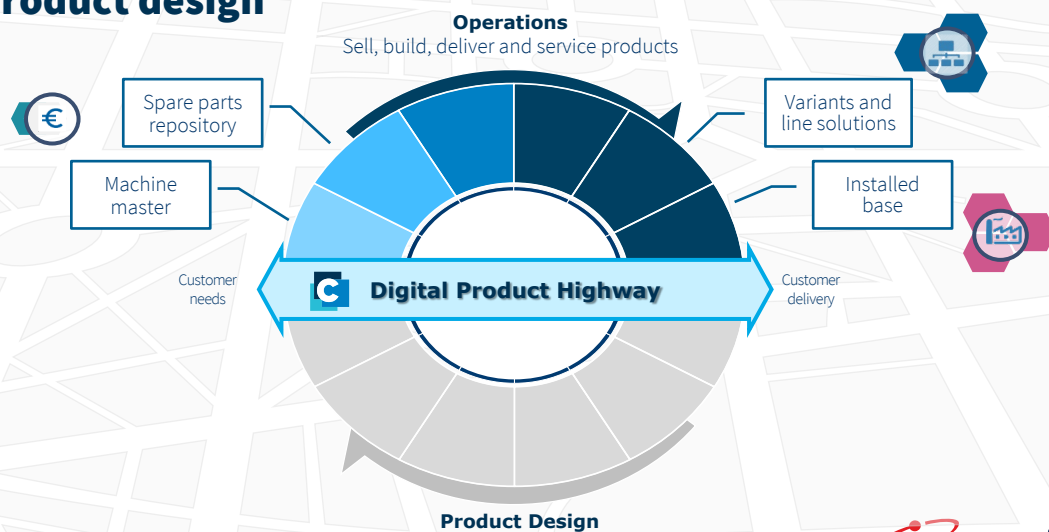 roduct design
Operations
Sell, build, deliver and service products
Spare parts
repository
Variants and
line solutions
€
Machine
master
Installed
base
Customer
needs
C Digital Product Highway
Customer
delivery
Product Design